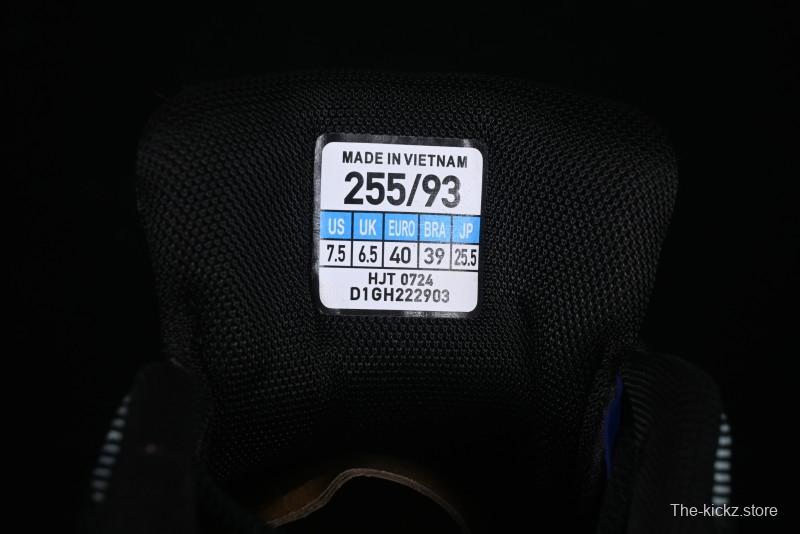 MADE IN VIETNAM
255/93
US UK EURO BRA JP
7.5 6.5 40 39 25.5
HJT 0724
D1GH222903
The-kickz.store